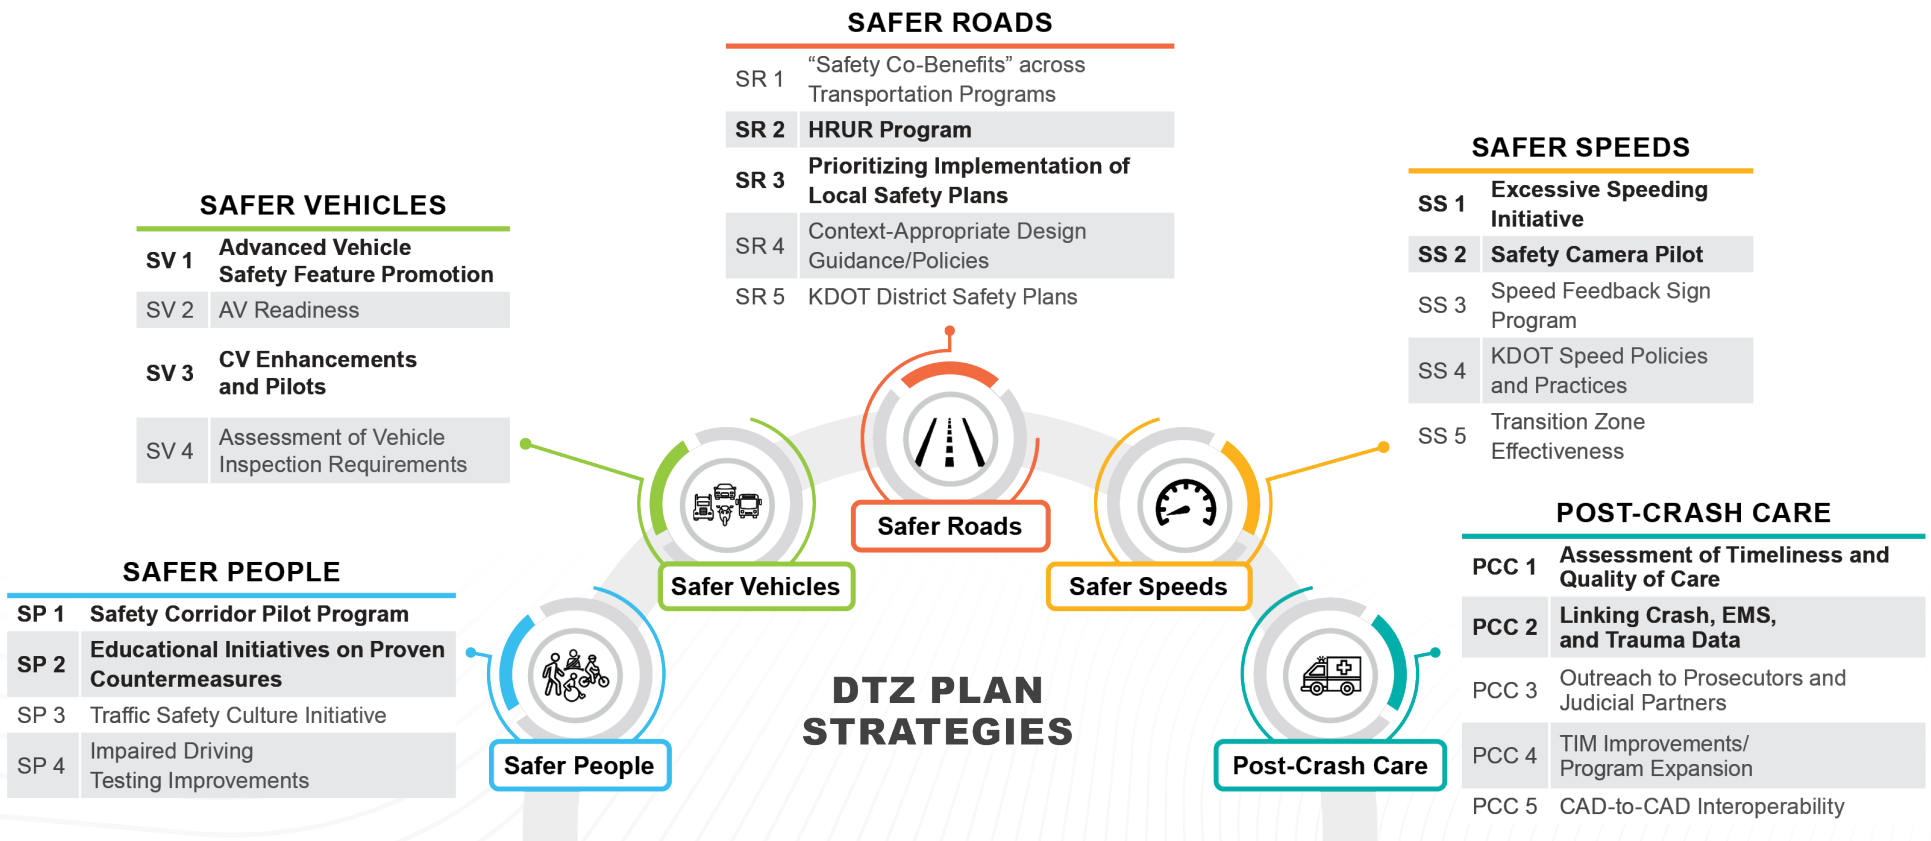 SAFER ROADS
SR 1 “Safety Co-Benefits” across
Transportation Programs
SR 2 HRUR Program
SR 3 Prioritizing Implementation of
Local Safety Plans
SR 4 Context-Appropriate Design
Guidance/Policies
SR 5 KDOT District Safety Plans
SAFER VEHICLES
SV 1 Advanced Vehicle
Safety Feature Promotion
SV 2 AV Readiness
SV 3 CV Enhancements
and Pilots
SV 4 Assessment of Vehicle
Inspection Requirements
SAFER SPEEDS
SS 1 Excessive Speeding
Initiative
SS 2 Safety Camera Pilot
SS 3 Speed Feedback Sign
Program
SS 4 KDOT Speed Policies
and Practices
SS 5 Transition Zone
Effectiveness
SAFER PEOPLE
SP 1 Safety Corridor Pilot Program
SP 2 Educational Initiatives on Proven
Countermeasures
SP 3 Traffic Safety Culture Initiative
SP 4 Impaired Driving
Testing Improvements
POST-CRASH CARE
PCC 1 Assessment of Timeliness and
Quality of Care
PCC 2 Linking Crash, EMS,
and Trauma Data
PCC 3 Outreach to Prosecutors and
Judicial Partners
PCC 4 TIM Improvements/
Program Expansion
PCC 5 CAD-to-CAD Interoperability
Safer People
Safer Vehicles
Safer Roads
Safer Speeds
Post-Crash Care
DTZ PLAN
STRATEGIES